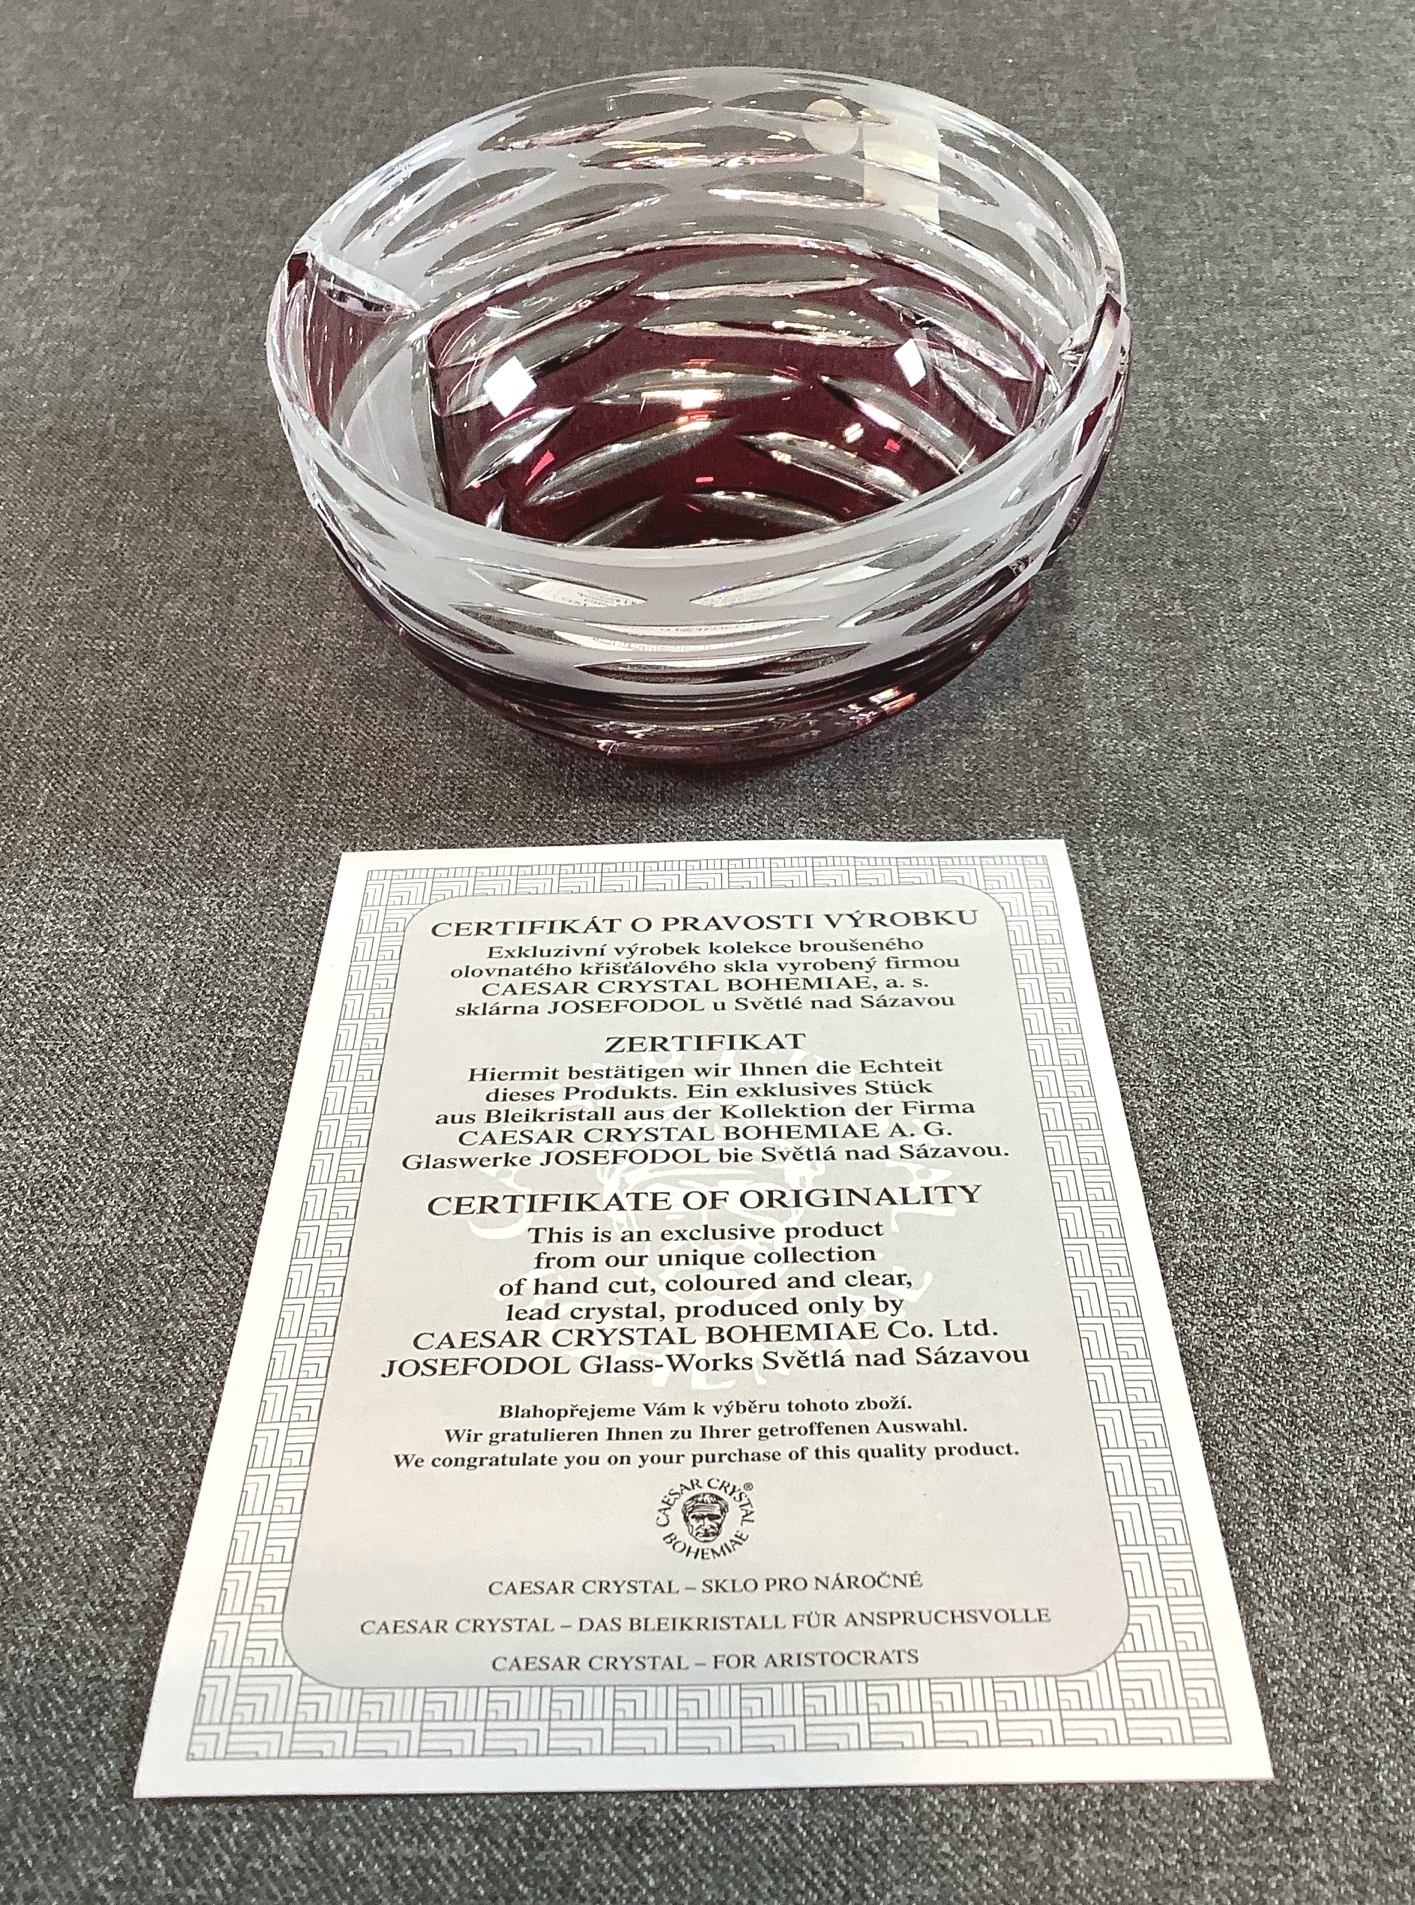 CERTIFIKÁT O PRAVOSTI VÝROBKU
Exkluzivní výrobek kolekce broušeného
olovnatého křišťálového skla vyrobený firmou
CAESAR CRYSTAL BOHEMIAE, a. s.
sklárna JOSEFODOL u Světlé nad Sázavou
ZERTIFIKAT
Hiermit bestätigen wir Ihnen die Echteit
dieses Produkts. Ein exklusives Stück
aus Bleikristall aus der Kollektion der Firma
CAESAR CRYSTAL BOHEMIAE A. G.
Glaswerke JOSEFODOL bie Světlá nad Sázavou.
CERTIFIKATE OF ORIGINALITY
This is an exclusive product
from our unique collection
of hand cut, coloured and clear,
lead crystal, produced only by
CAESAR CRYSTAL BOHEMIAE Co. Ltd.
JOSEFODOL Glass-Works Světlá nad Sázavou
Blahopřejeme Vám k výběru tohoto zboží.
Wir gratulieren Ihnen zu Ihrer getroffenen Auswahl.
We congratulate you on your purchase of this quality product.
CAESAR CRYSTAL®
BOHEMIAE
CAESAR CRYSTAL – SKLO PRO NÁROČNÉ
CAESAR CRYSTAL – DAS BLEIKRISTALL FÜR ANSPRUCHSVOLLE
CAESAR CRYSTAL – FOR ARISTOCRATS